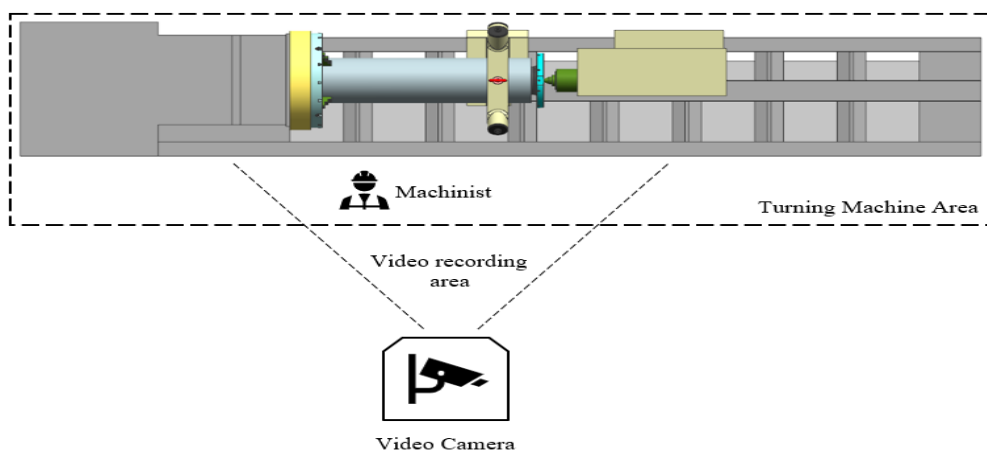 Machinist
Turning Machine Area
Video recording
area
Video Camera